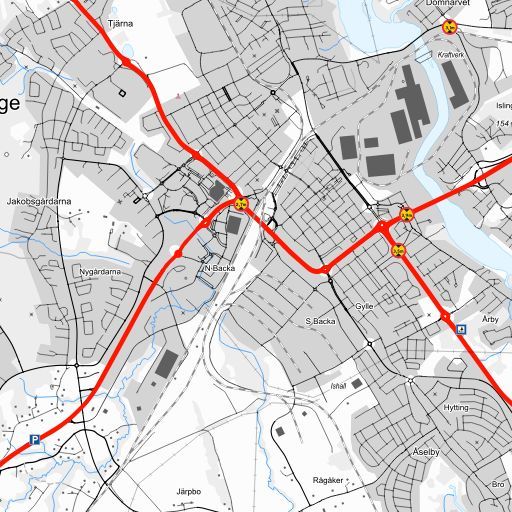 Domnarvet
Tjärna
Kraftverk
ge
Isling
154
Jakobsgårdarna
Nygårdarna
N Backa
Gylle
S Backa
Årby
Ishall
Hytting
Åselby
Rågåker
Järpbo
Bro
P